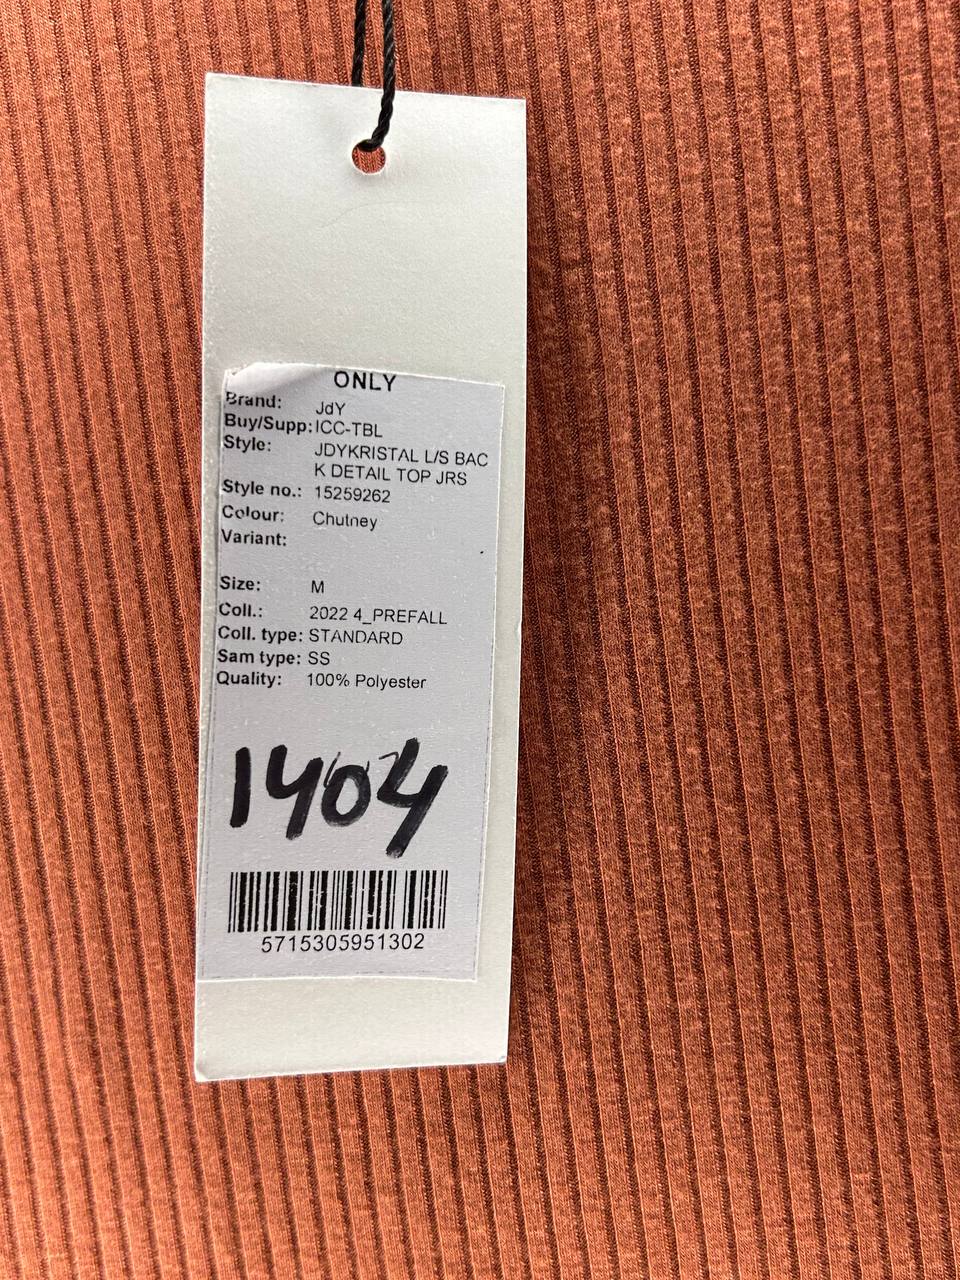 ONLY
Brand: JdY
Buy/Supp: ICC-TBL
Style: JDYKRISTAL L/S BAC
K DETAIL TOP JRS
Style no.: 15259262
Colour: Chutney
Variant:
Size: M
Coll.: 2022 4_PREFALL
Coll. type: STANDARD
Sam type: SS
Quality: 100% Polyester
1404
5715305951302